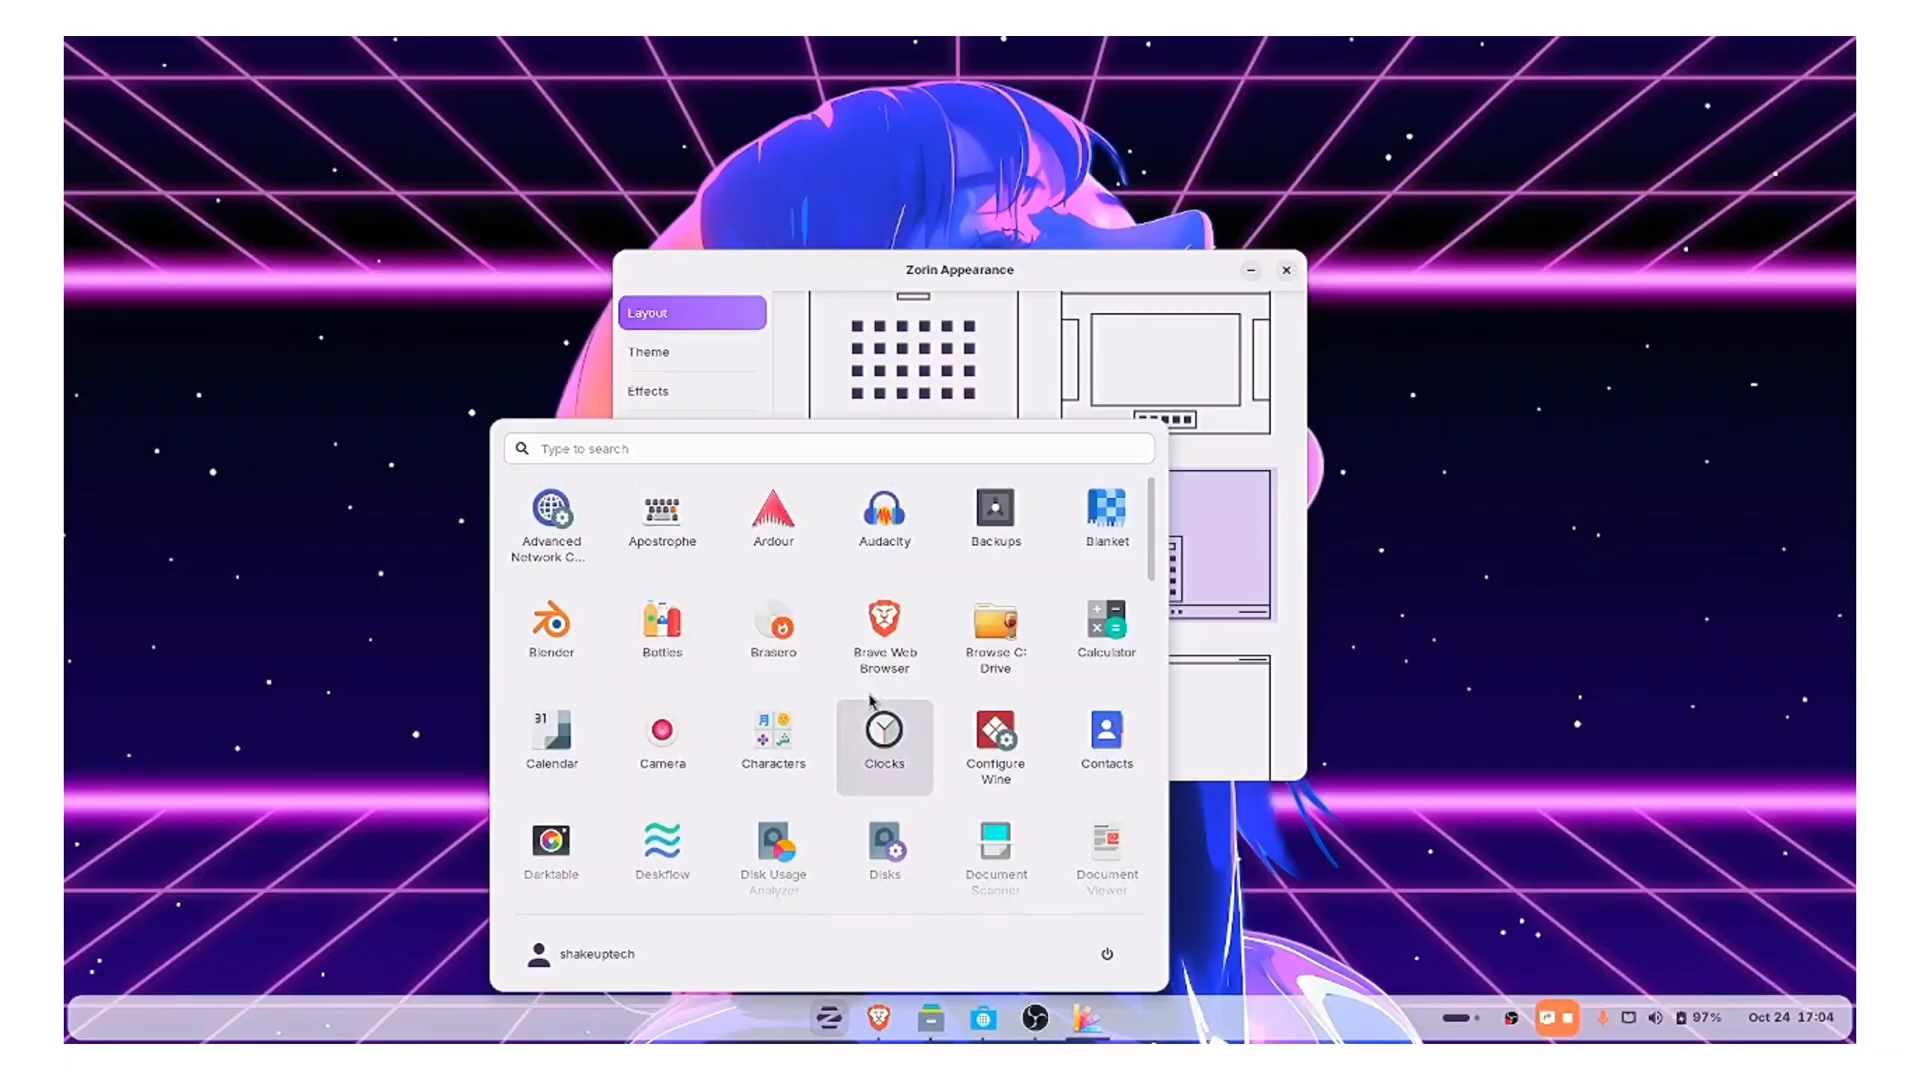 Zorin Appearance
Layout
Theme
Effects
Type to search
Advanced Network C...
Apostrophe
Ardour
Audacity
Backups
Blanket
Blender
Bottles
Brasero
Brave Web Browser
Browse C: Drive
Calculator
31
Calendar
Camera
Characters
Clocks
Configure Wine
Contacts
Darktable
Deskflow
Disk Usage Analyzer
Disks
Document Scanner
Document Viewer
shakeuptech
97%
Oct 24 17:04